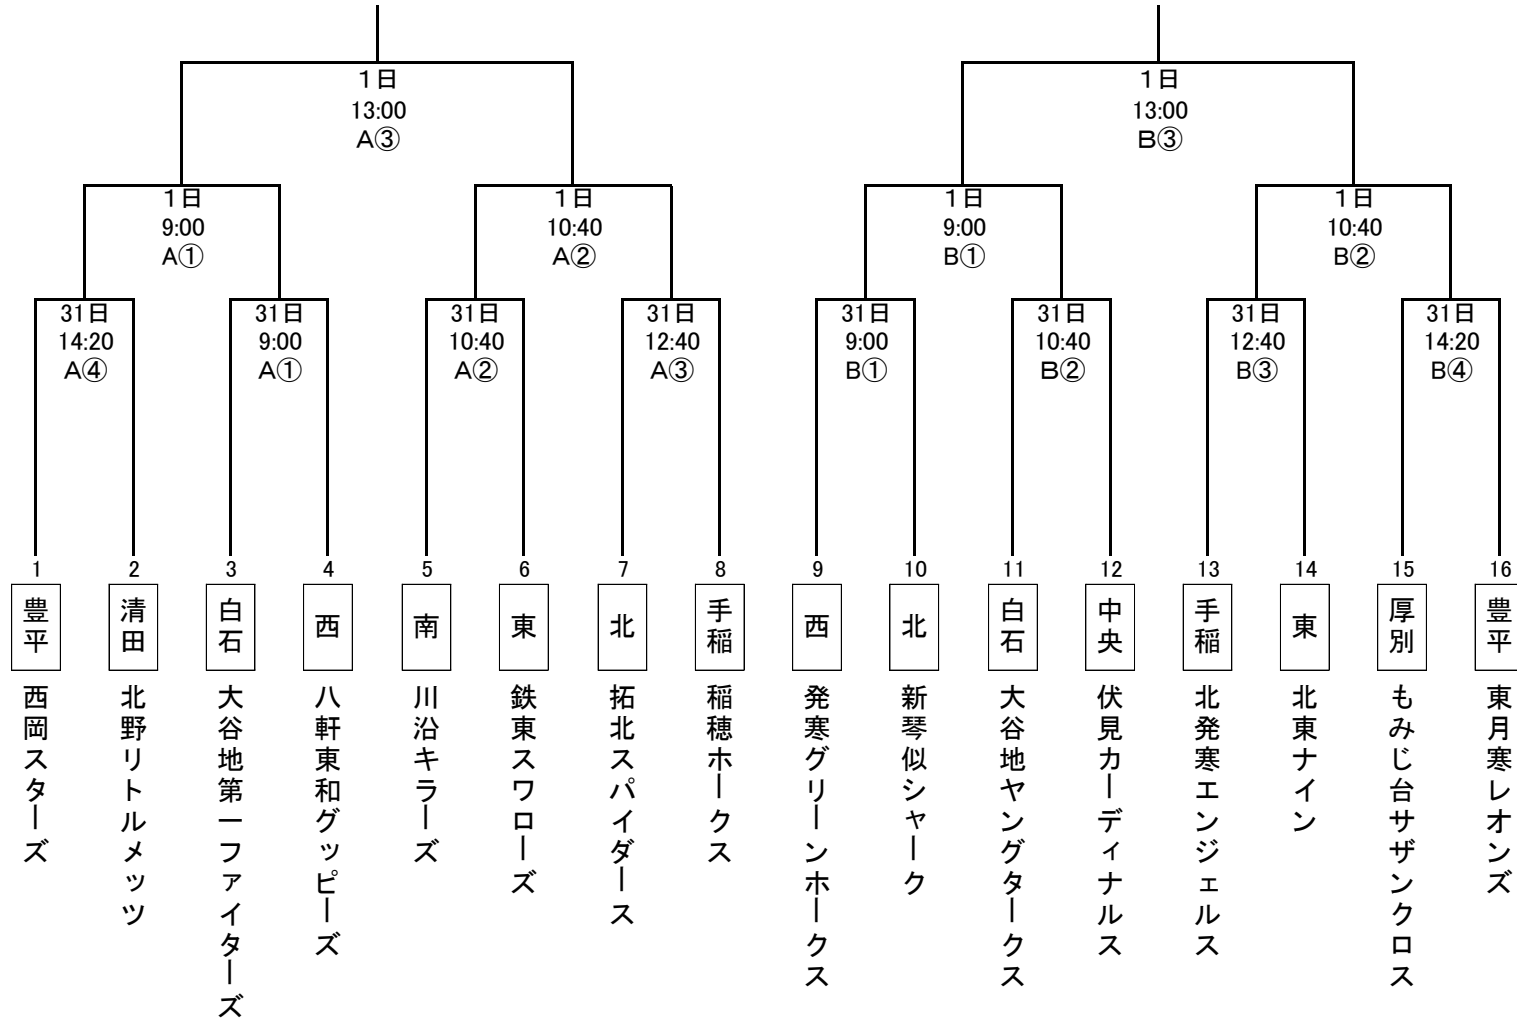 1日
13:00
A③
1日
13:00
B③
1日
9:00
A①
1日
10:40
A②
1日
9:00
B①
1日
10:40
B②
31日
14:20
A④
31日
9:00
A①
31日
10:40
A②
31日
12:40
A③
31日
9:00
B①
31日
10:40
B②
31日
12:40
B③
31日
14:20
B④
1
豊平
西岡スターズ
2
清田
北野リトルメッツ
3
白石
大谷地第一ファイターズ
4
西
八軒東和グッピーズ
5
南
川沿キラーズ
6
東
鉄東スワローズ
7
北
拓北スパイダース
8
手稲
稲穂ホークス
9
西
発寒グリーンホークス
10
北
新琴似シャーク
11
白石
大谷地ヤングタークス
12
中央
伏見カーディナルス
13
手稲
北発寒エンジェルス
14
東
北東ナイン
15
厚別
もみじ台サザンクロス
16
豊平
東月寒レオンズ